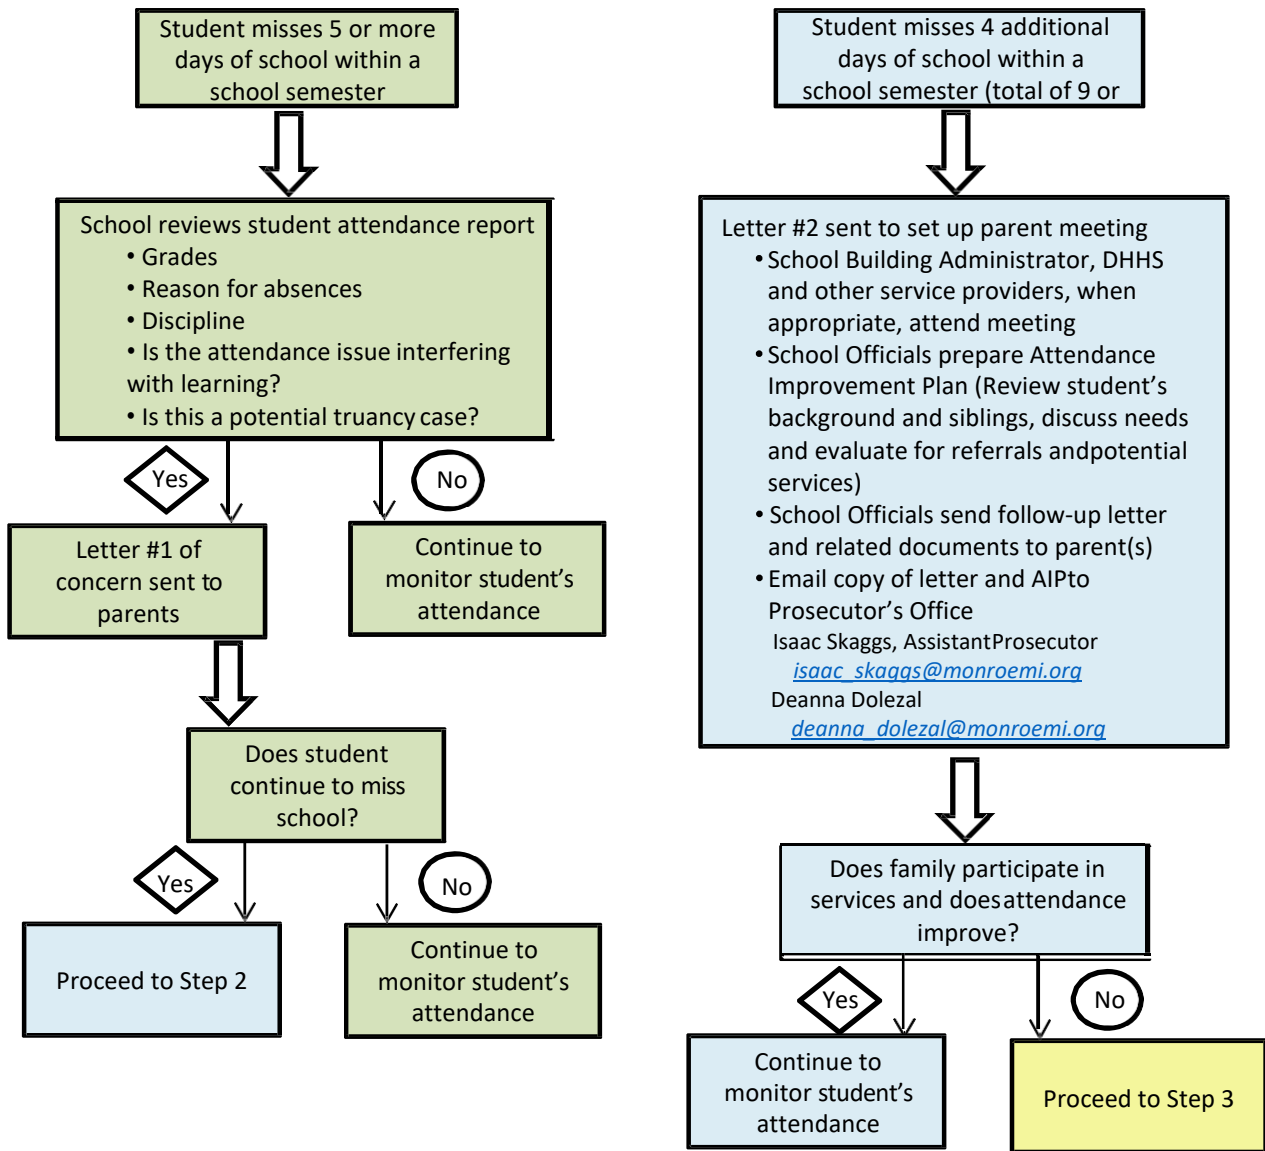 Student misses 5 or more
days of school within a
school semester
School reviews student attendance report
• Grades
• Reason for absences
• Discipline
• Is the attendance issue interfering
with learning?
• Is this a potential truancy case?
Yes
No
Letter #1 of
concern sent to
parents
Continue to
monitor student's
attendance
Does student
continue to miss
school?
Yes
No
Proceed to Step 2
Continue to
monitor student's
attendance
Student misses 4 additional
days of school within a
school semester (total of 9 or
Letter #2 sent to set up parent meeting
• School Building Administrator, DHHS
and other service providers, when
appropriate, attend meeting
• School Officials prepare Attendance
Improvement Plan (Review student's
background and siblings, discuss needs
and evaluate for referrals andpotential
services)
• School Officials send follow-up letter
and related documents to parent(s)
• Email copy of letter and AIPto
Prosecutor's Office
Isaac Skaggs, AssistantProsecutor
isaac_skaggs@monroemi.org
Deanna Dolezal
deanna_dolezal@monroemi.org
Does family participate in
services and doesattendance
improve?
Yes
No
Continue to
monitor student's
attendance
Proceed to Step 3